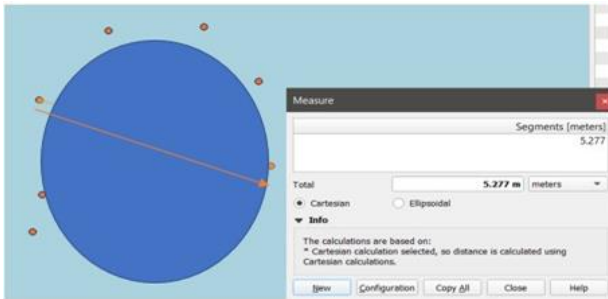 Measure
Segments [meters]
5.277
Total 5.277 m meters
Cartesian Ellipsoidal
Info
The calculations are based on:
* Cartesian calculation selected, so distance is calculated using
Cartesian calculations.
New Configuration Copy All Close Help